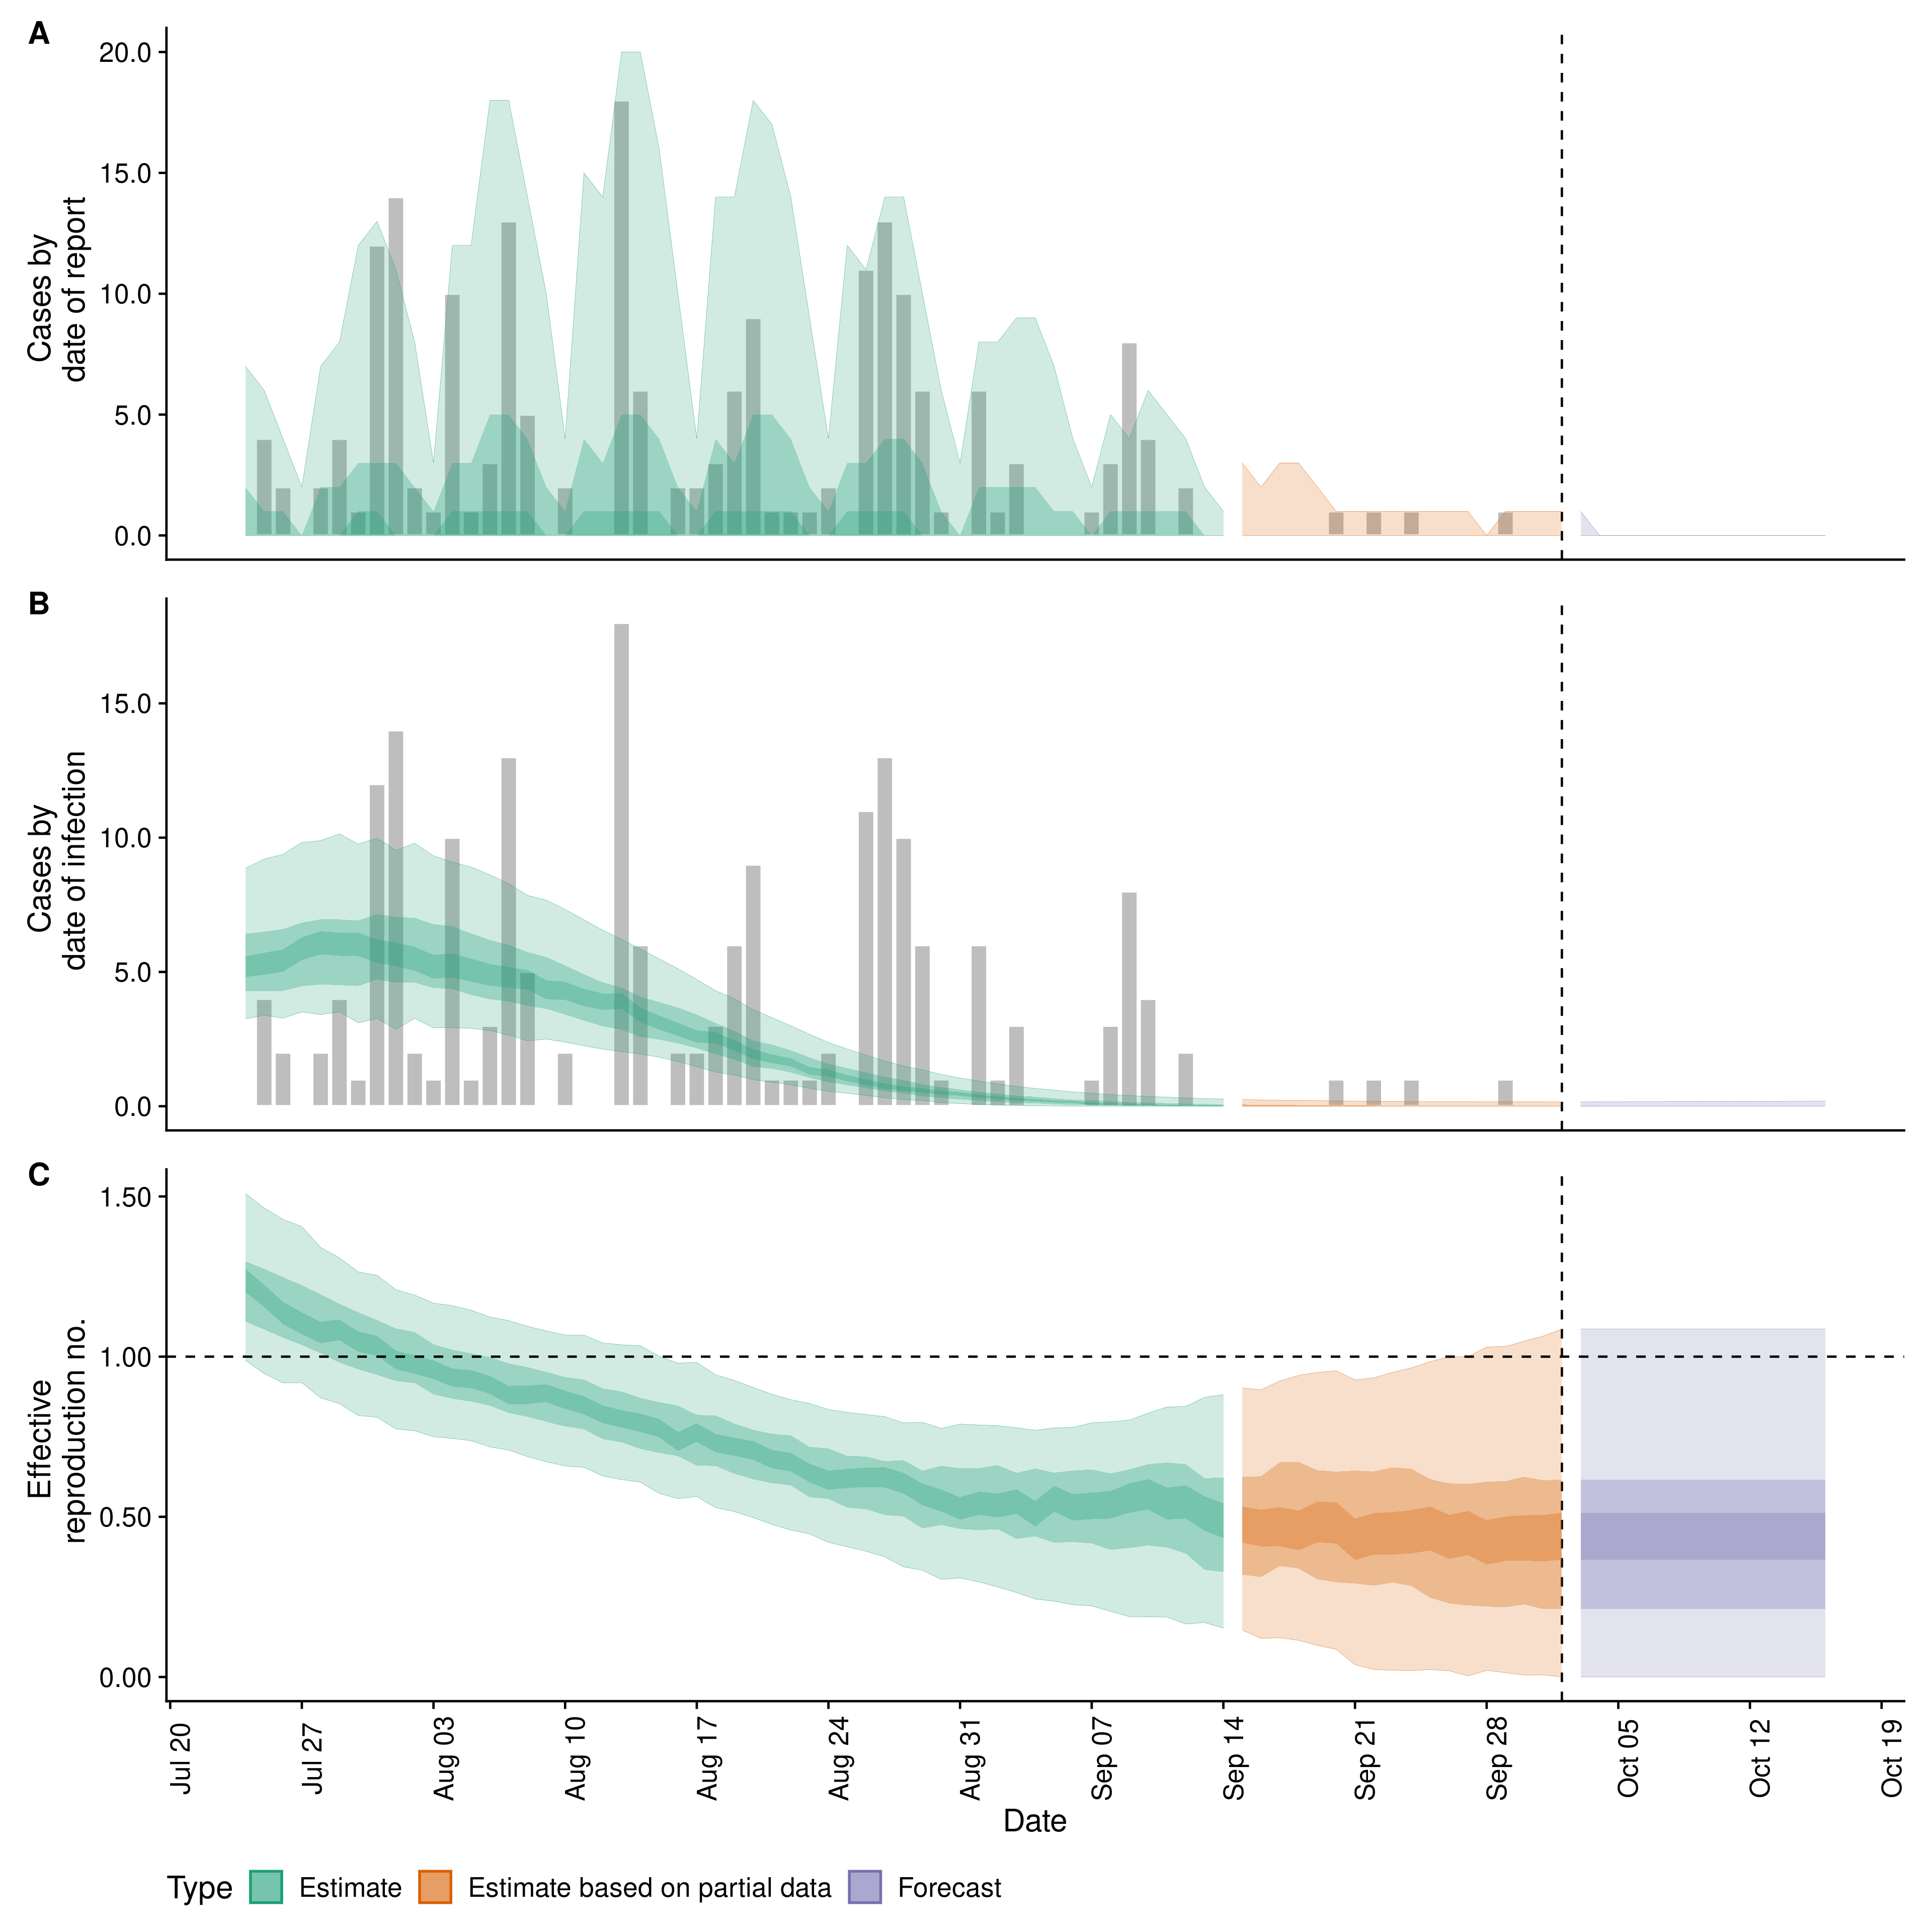 A
20.0
15.0
10.0
5.0
0.0
Cases by
date of report
B
15.0
10.0
5.0
0.0
Cases by
date of infection
C
1.50
1.00
0.50
0.00
Effective
reproduction no.
Jul 20
Jul 27
Aug 03
Aug 10
Aug 17
Aug 24
Aug 31
Sep 07
Sep 14
Sep 21
Sep 28
Oct 05
Oct 12
Oct 19
Date
Type
Estimate
Estimate based on partial data
Forecast